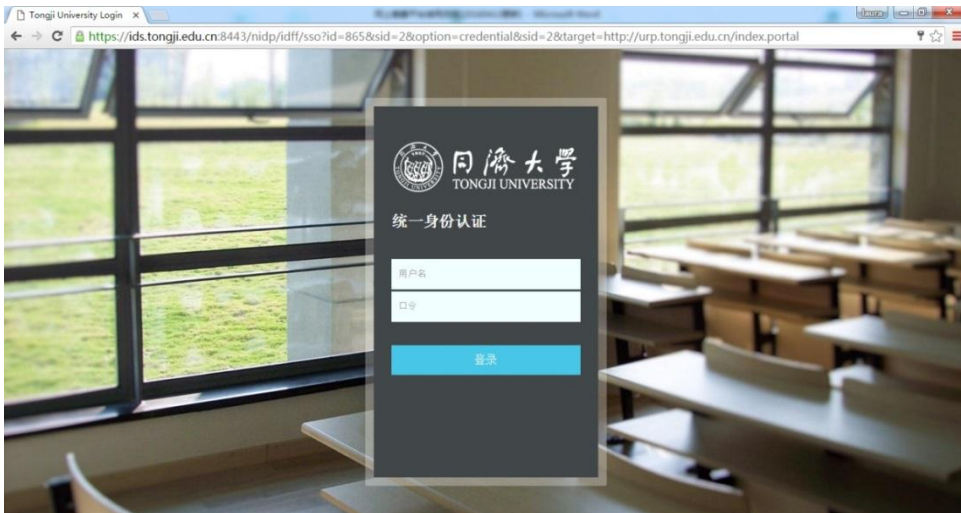 Tongji University Login
https://ids.tongji.edu.cn:8443/nidp/idff/sso?id=865&sid=2&option=credential&sid=2&target=http://urp.tongji.edu.cn/index.portal
同濟大学
TONGJI UNIVERSITY
统一身份认证
用户名
口令
登录